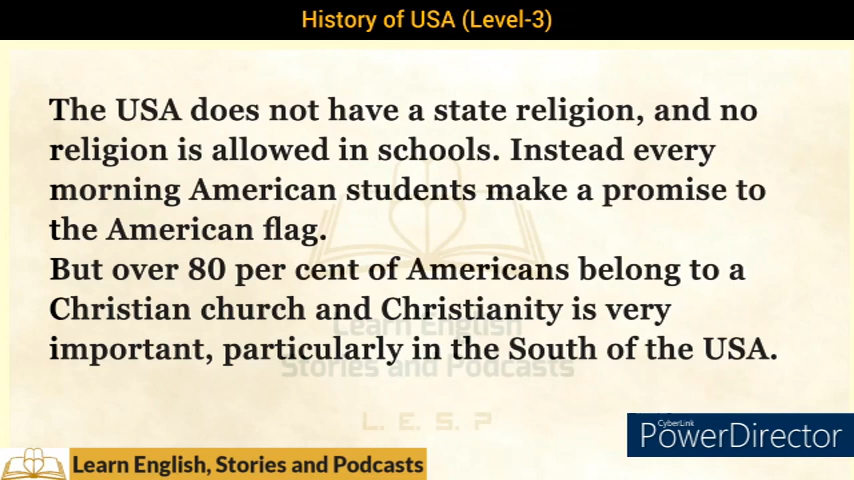 History of USA (Level-3)
The USA does not have a state religion, and no
religion is allowed in schools. Instead every
morning American students make a promise to
the American flag.
But over 80 per cent of Americans belong to a
Christian church and Christianity is very
important, particularly in the South of the USA.
Learn English
Stories and Podcasts
L. E. S. P
CyberLink
PowerDirector
Learn English, Stories and Podcasts